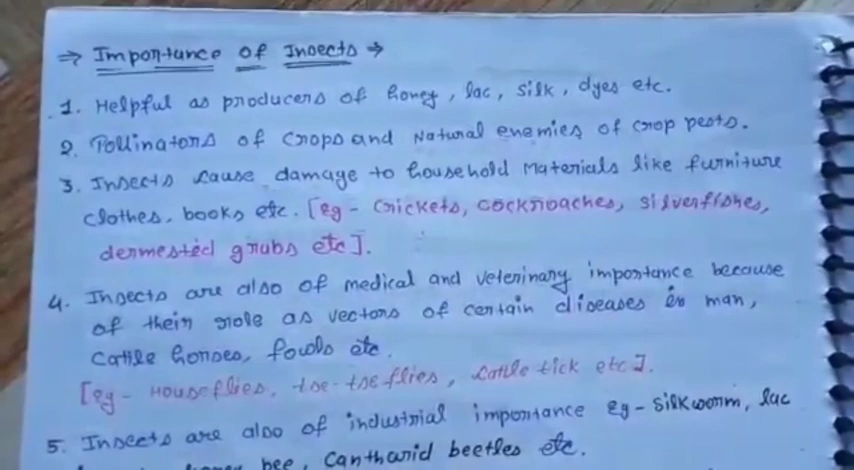 ⇒ Importance of Insects →
1. Helpful as producers of honey, lac, silk, dyes etc.
2. Pollinators of crops and Natural enemies of crop pests.
3. Insects cause damage to household Materials like furniture
clothes, books etc. [eg - Crickets, cockroaches, silverfishes,
dermestid grubs etc].
4. Insects are also of medical and veterinary importance because
of their role as vectors of certain diseases in man,
Cattle horses, fowls etc.
[eg - Houseflies, tse-tse flies, Cattle tick etc].
5. Insects are also of industrial importance eg - Silkworm, lac
bee, Cantharid beetles etc.